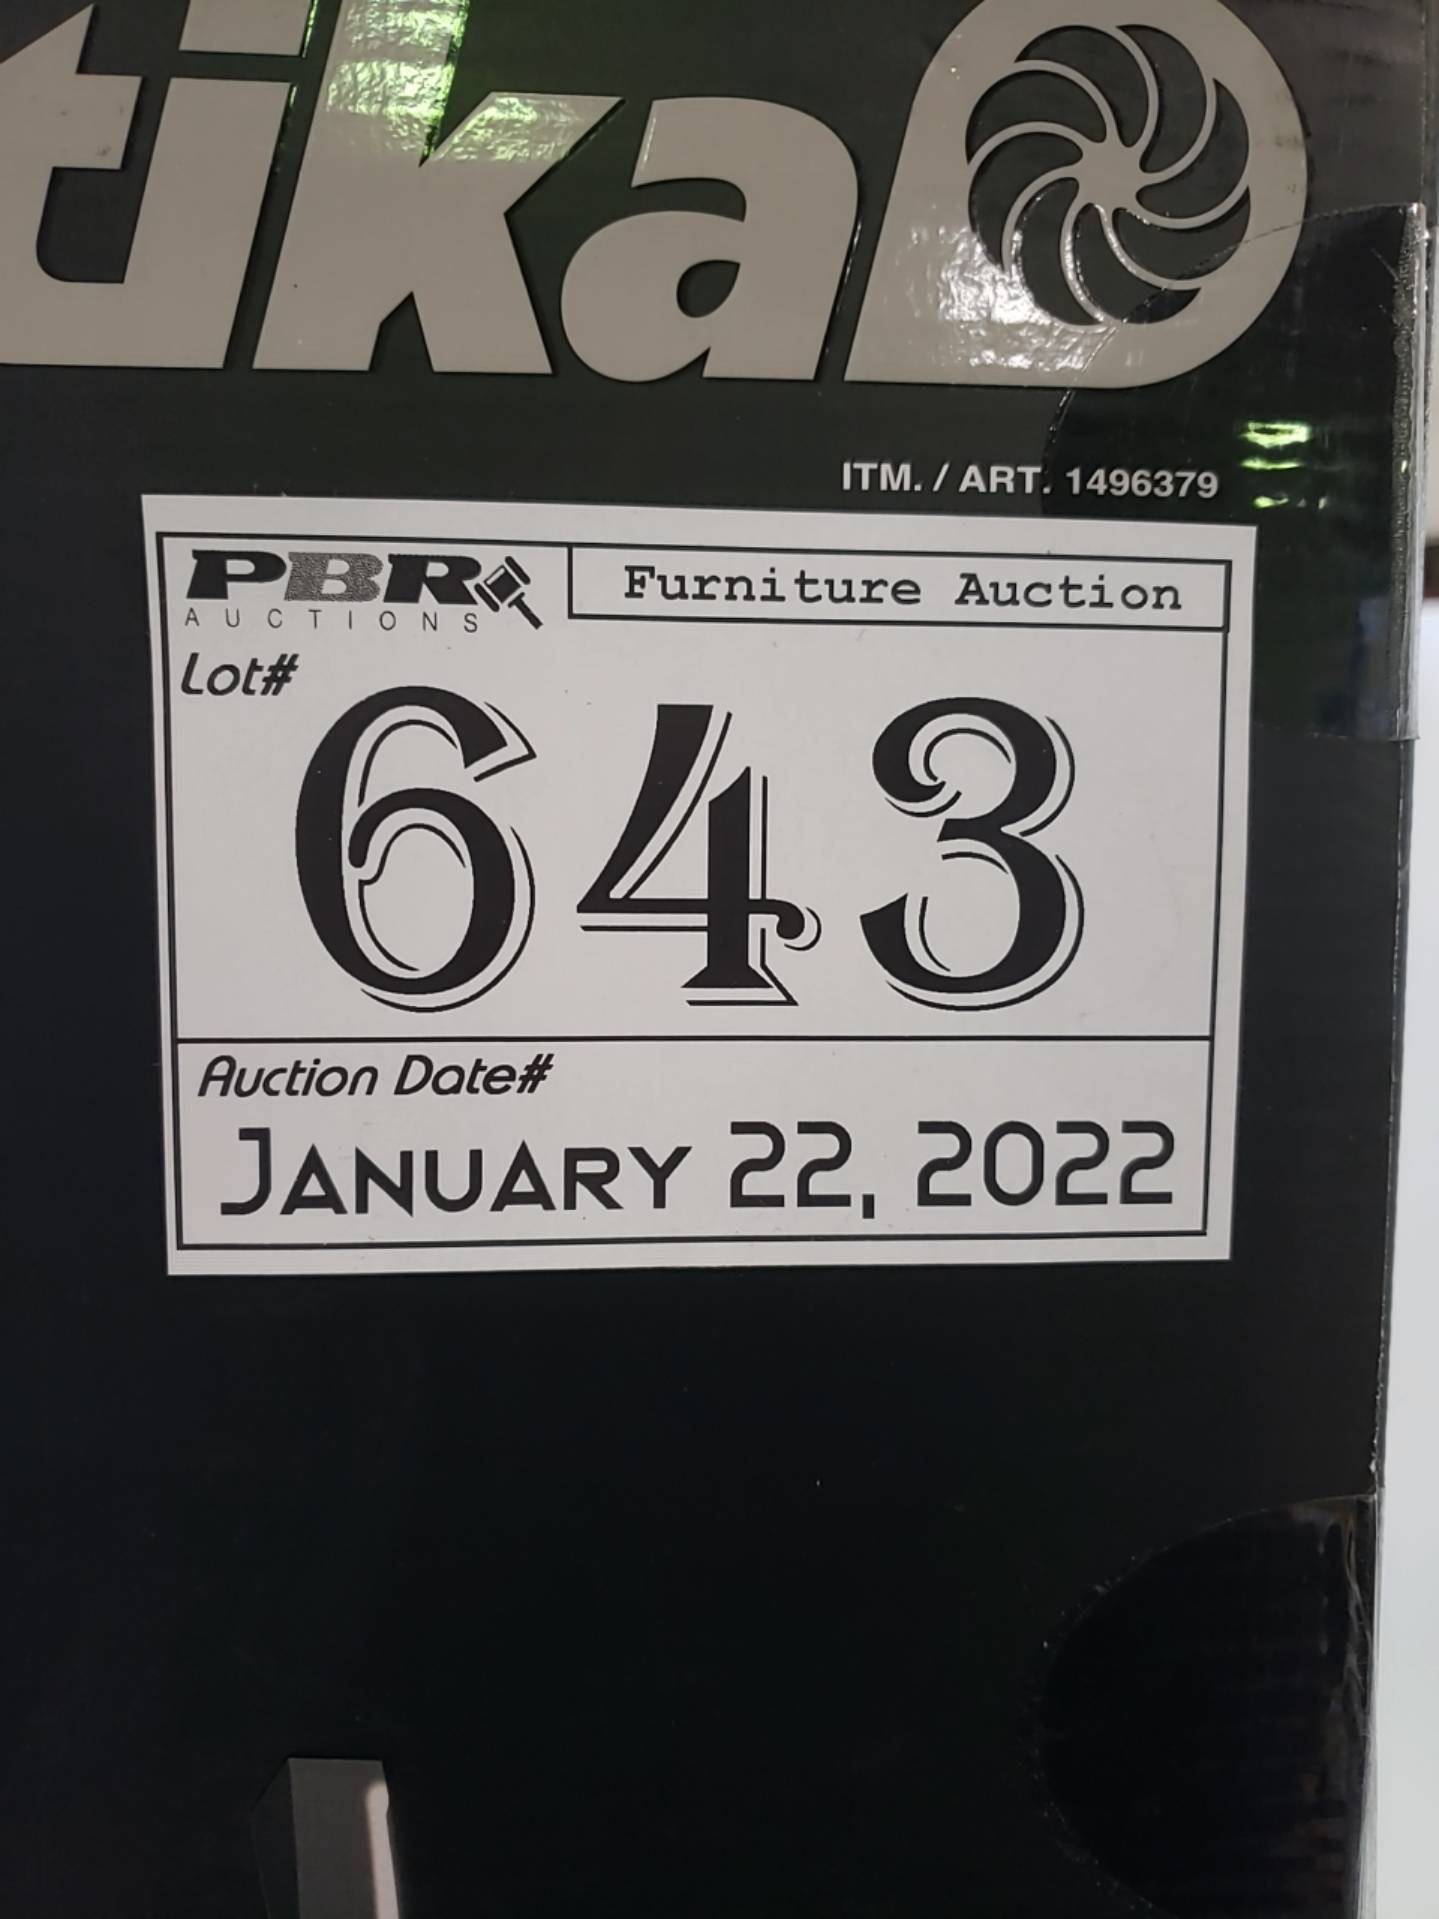 tika
ITM. / ART. 1496379
PBR
AUCTIONS
Furniture Auction
Lot#
643
Auction Date#
January 22, 2022